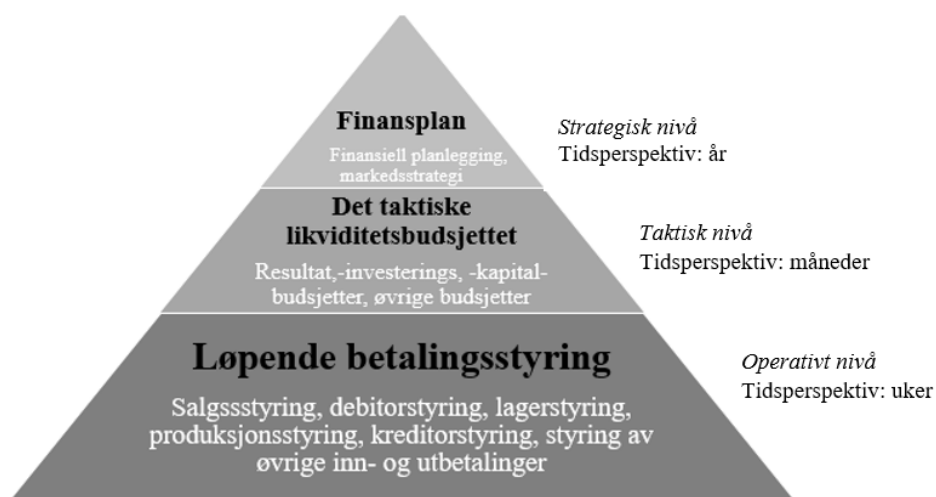 Finansplan
Finansiell planlegging,
markedsstrategi
Strategisk nivå
Tidsperspektiv: år
Det taktiske
likviditetsbudsjettet
Resultat,-investerings, -kapital-
budsjetter, øvrige budsjetter
Taktisk nivå
Tidsperspektiv: måneder
Løpende betalingsstyring
Salgssstyring, debitorstyring, lagerstyring,
produksjonsstyring, kreditorstyring, styring av
øvrige inn- og utbetalinger
Operativt nivå
Tidsperspektiv: uker